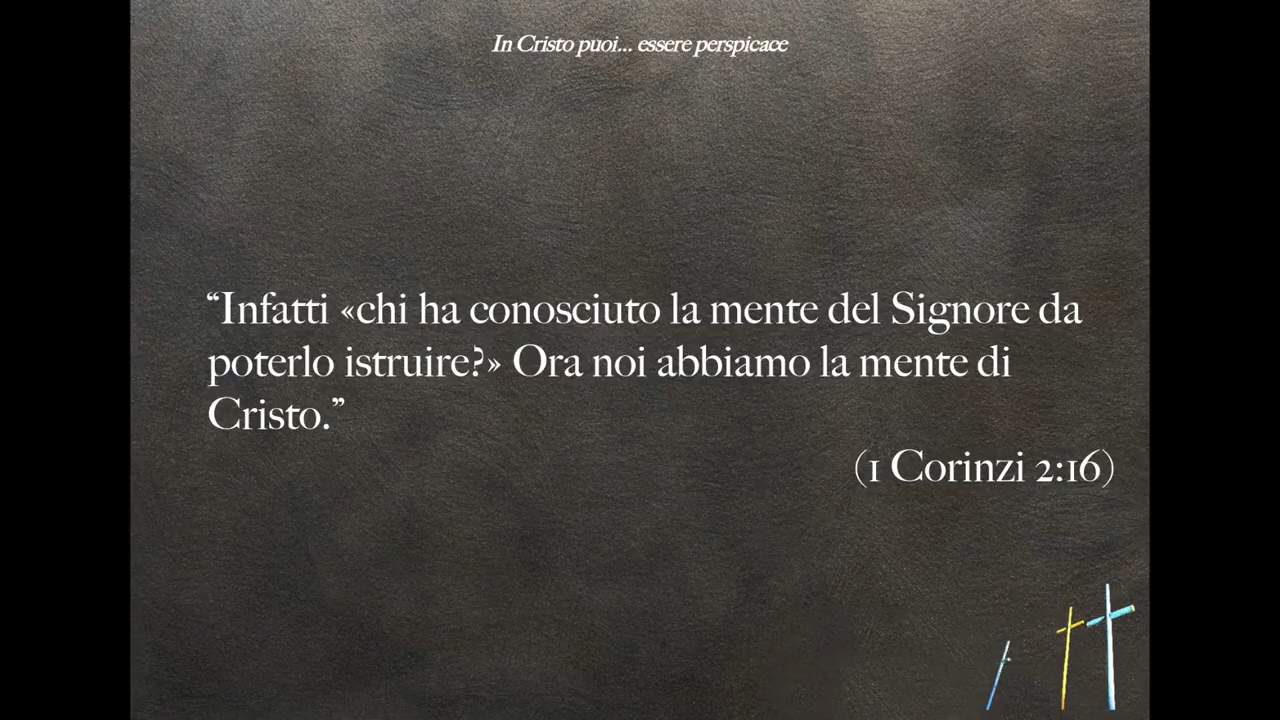 In Cristo puoi... essere perspicace
“Infatti «chi ha conosciuto la mente del Signore da
poterlo istruire?» Ora noi abbiamo la mente di
Cristo.”
(1 Corinzi 2:16)